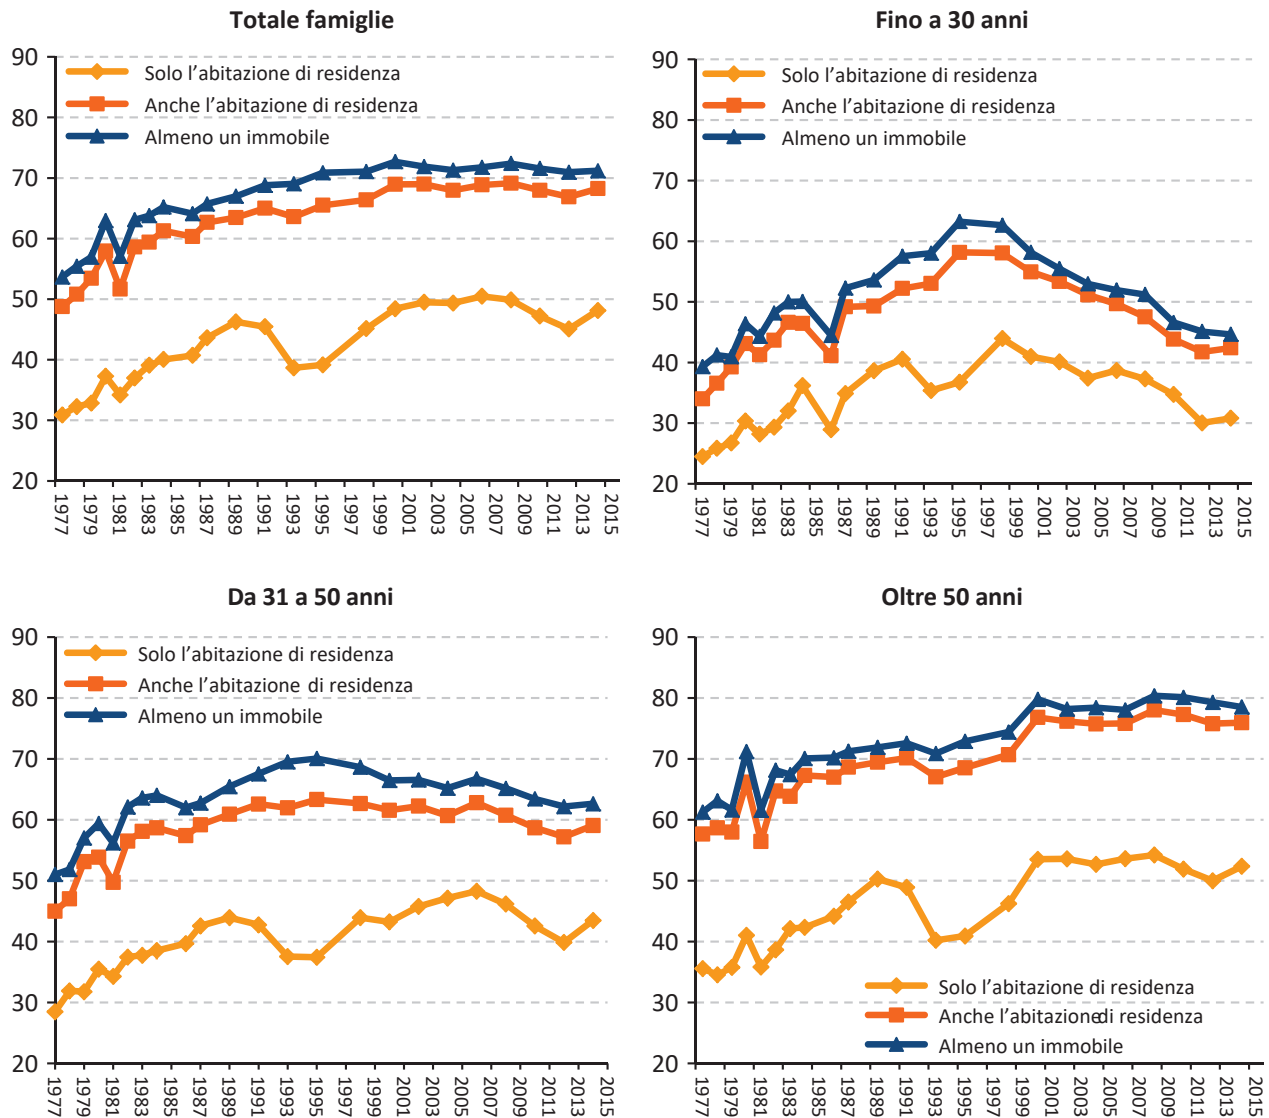 Totale famiglie
90
80
70
60
50
40
30
20
Solo l'abitazione di residenza
Anche l'abitazione di residenza
Almeno un immobile
1977 1979 1981 1983 1985 1987 1989 1991 1993 1995 1997 1999 2001 2003 2005 2007 2009 2011 2013 2015
Fino a 30 anni
90
80
70
60
50
40
30
20
Solo l'abitazione di residenza
Anche l'abitazione di residenza
Almeno un immobile
1977 1979 1981 1983 1985 1987 1989 1991 1993 1995 1997 1999 2001 2003 2005 2007 2009 2011 2013 2015
Da 31 a 50 anni
90
80
70
60
50
40
30
20
Solo l'abitazione di residenza
Anche l'abitazione di residenza
Almeno un immobile
1977 1979 1981 1983 1985 1987 1989 1991 1993 1995 1997 1999 2001 2003 2005 2007 2009 2011 2013 2015
Oltre 50 anni
90
80
70
60
50
40
30
20
Solo l'abitazione di residenza
Anche l'abitazione di residenza
Almeno un immobile
1977 1979 1981 1983 1985 1987 1989 1991 1993 1995 1997 1999 2001 2003 2005 2007 2009 2011 2013 2015